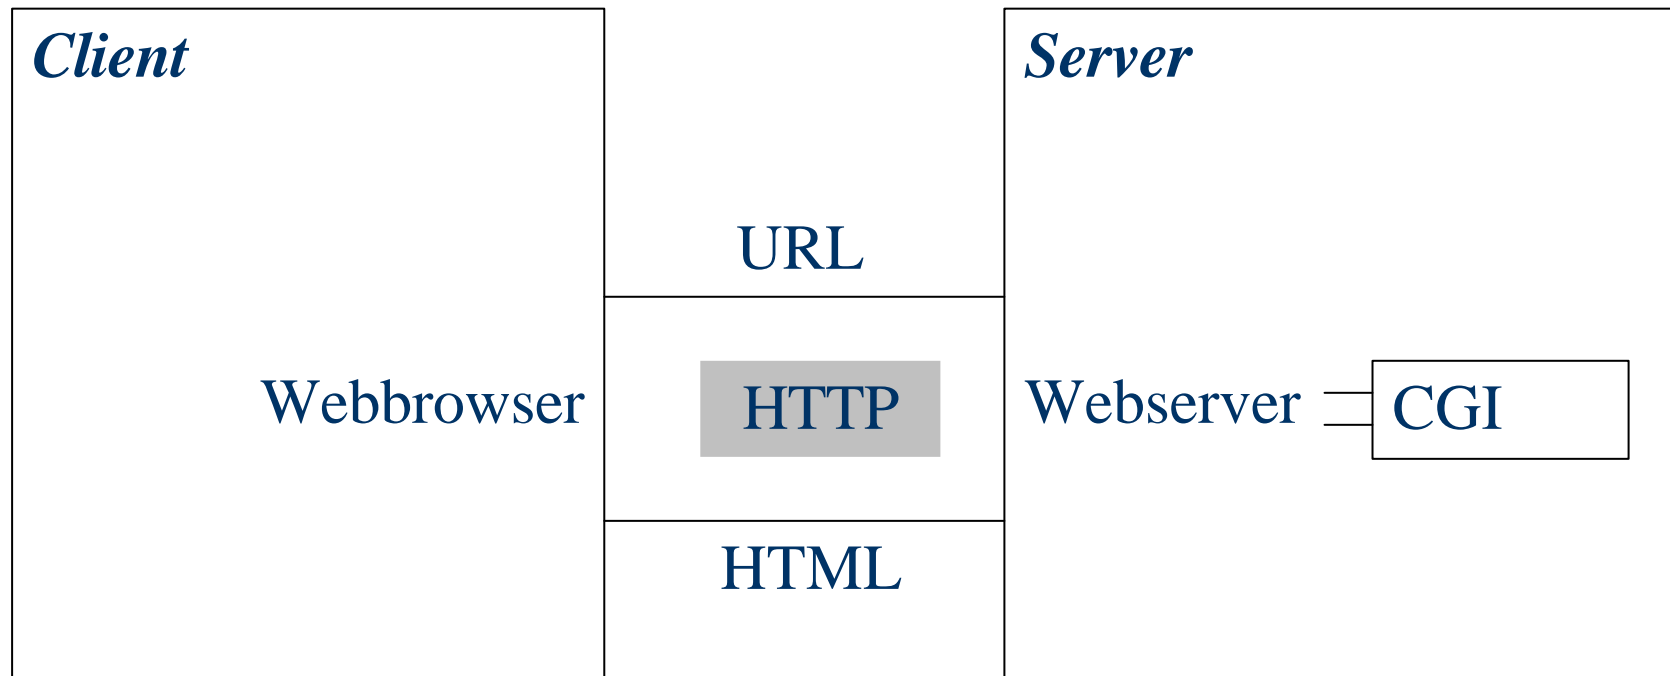 Client
Server
URL
Webbrowser
HTTP
Webserver
CGI
HTML